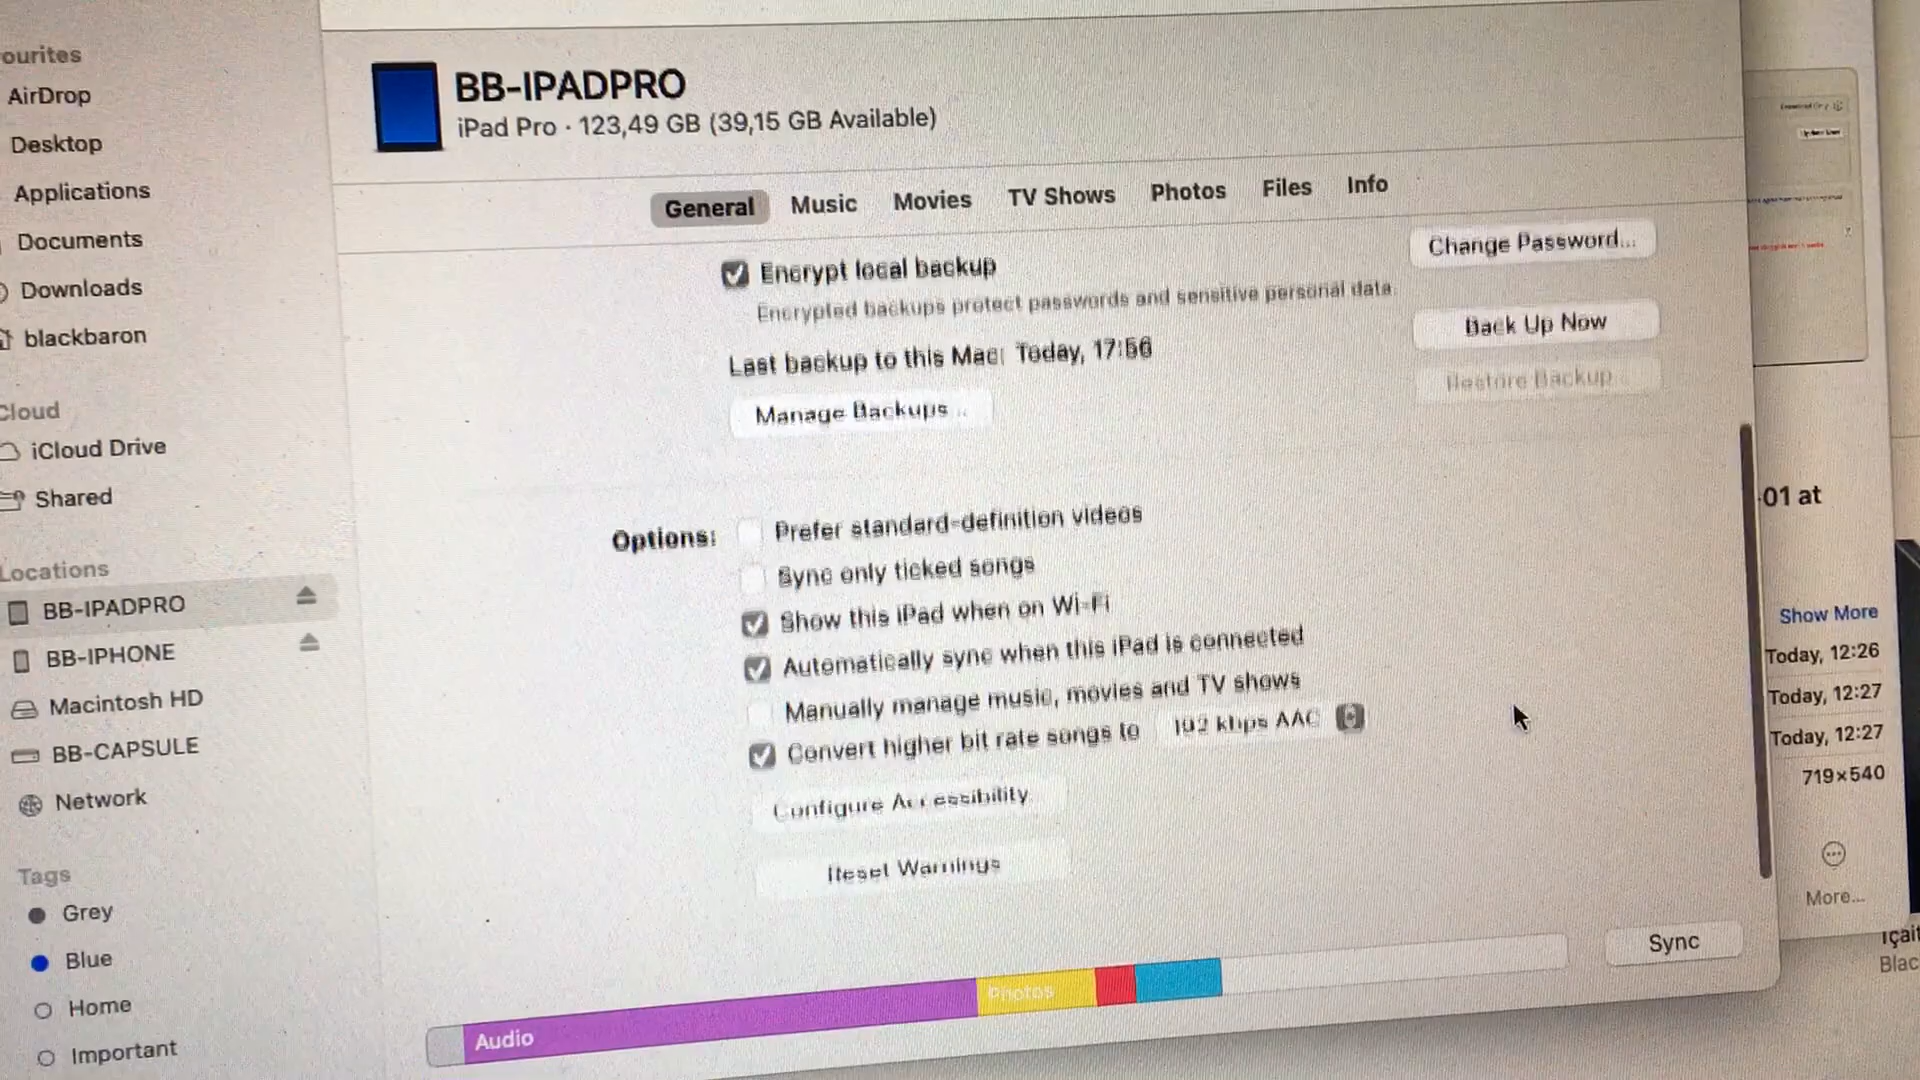 ourites
AirDrop
Desktop
Applications
Documents
Downloads
blackbaron
Cloud
iCloud Drive
Shared
Locations
BB-IPADPRO
BB-IPHONE
Macintosh HD
BB-CAPSULE
Network
Tags
Grey
Blue
Home
Important
BB-IPADPRO
iPad Pro · 123,49 GB (39,15 GB Available)
General Music Movies TV Shows Photos Files Info
Encrypt local backup
Change Password...
Encrypted backups protect passwords and sensitive personal data.
Back Up Now
Last backup to this Mac: Today, 17:56
Restore Backup...
Manage Backups...
Options:
Prefer standard-definition videos
Sync only ticked songs
Show this iPad when on Wi-Fi
Automatically sync when this iPad is connected
Manually manage music, movies and TV shows
Convert higher bit rate songs to 192 kbps AAC
Configure Accessibility...
Reset Warnings
Audio
Photos
Sync
-01 at
Show More
Today, 12:26
Today, 12:27
Today, 12:27
719×540
More...
Blac